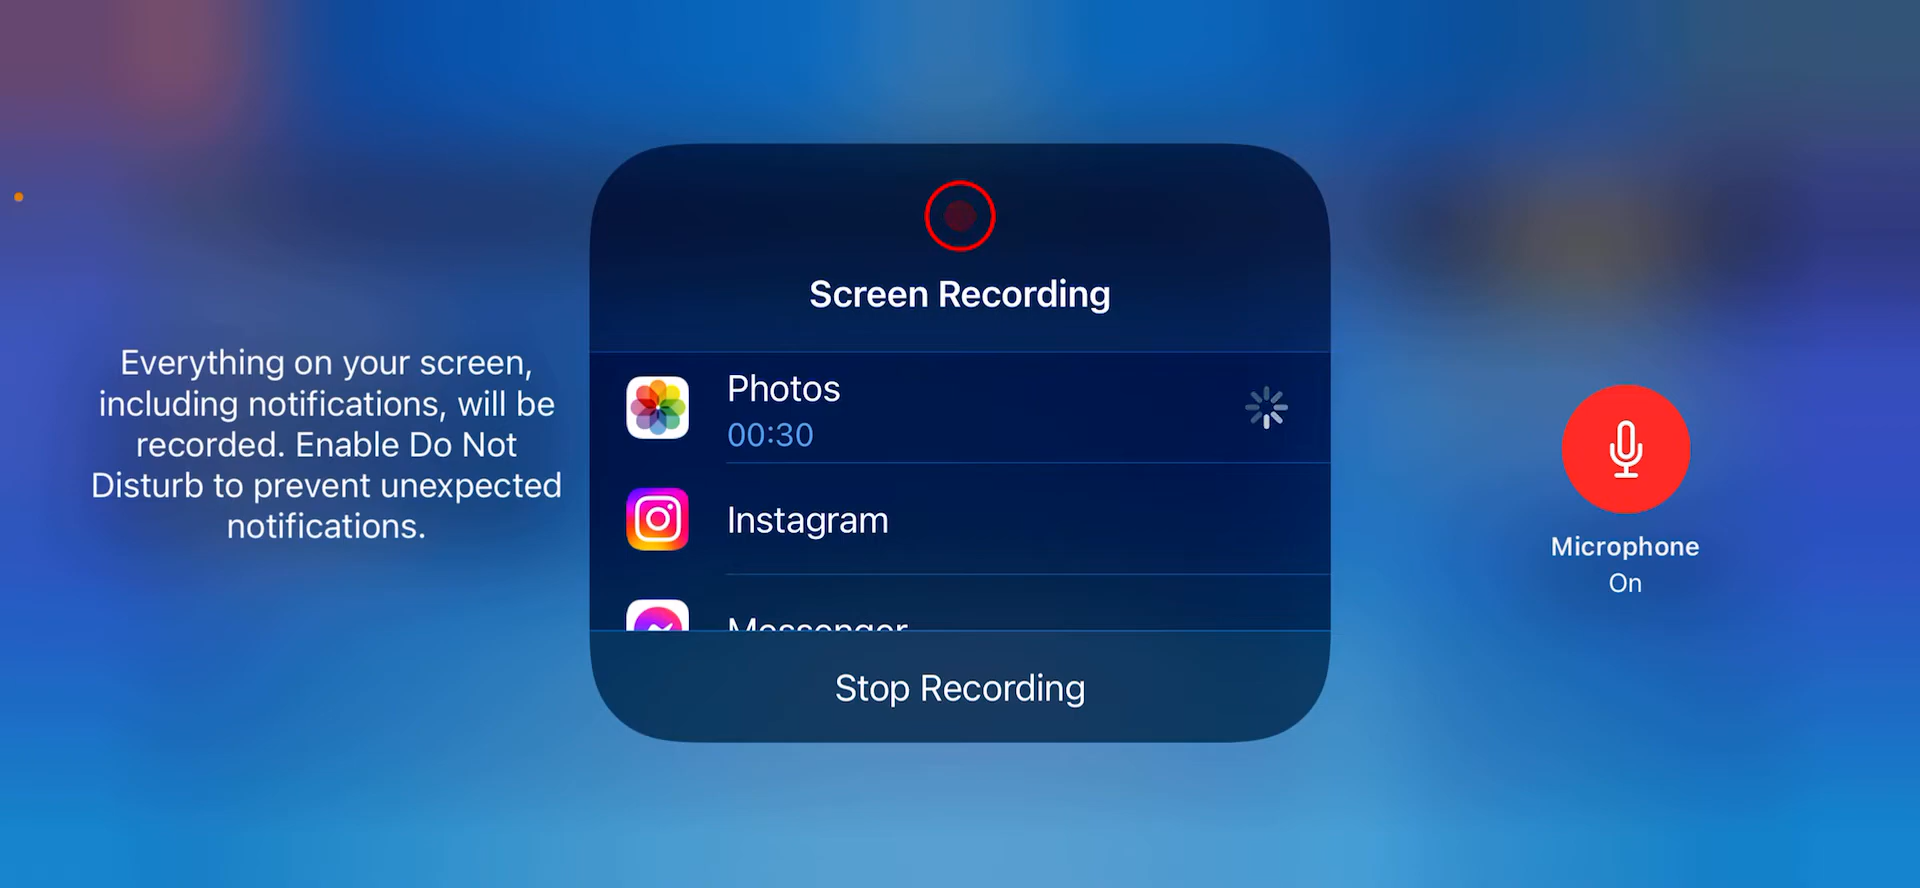 Everything on your screen,
including notifications, will be
recorded. Enable Do Not
Disturb to prevent unexpected
notifications.
Screen Recording
Photos
00:30
Instagram
Messenger
Stop Recording
Microphone
On